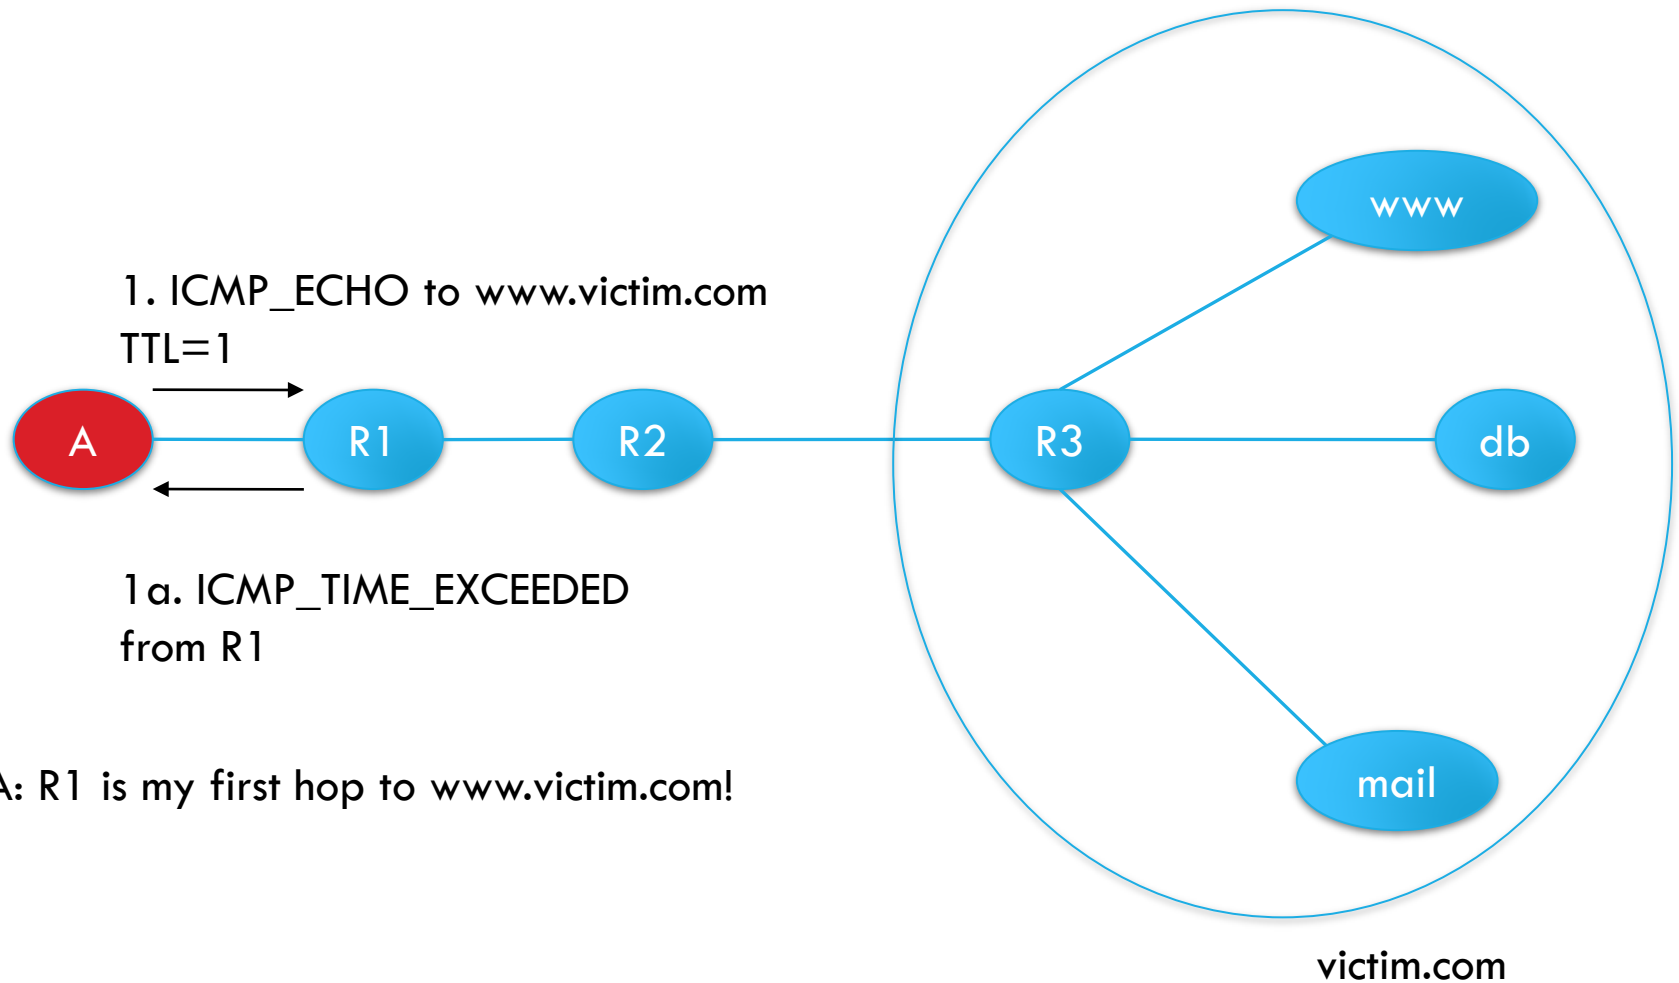 www
1. ICMP_ECHO to www.victim.com
TTL=1
A
R1
R2
R3
db
1a. ICMP_TIME_EXCEEDED
from R1
A: R1 is my first hop to www.victim.com!
mail
victim.com